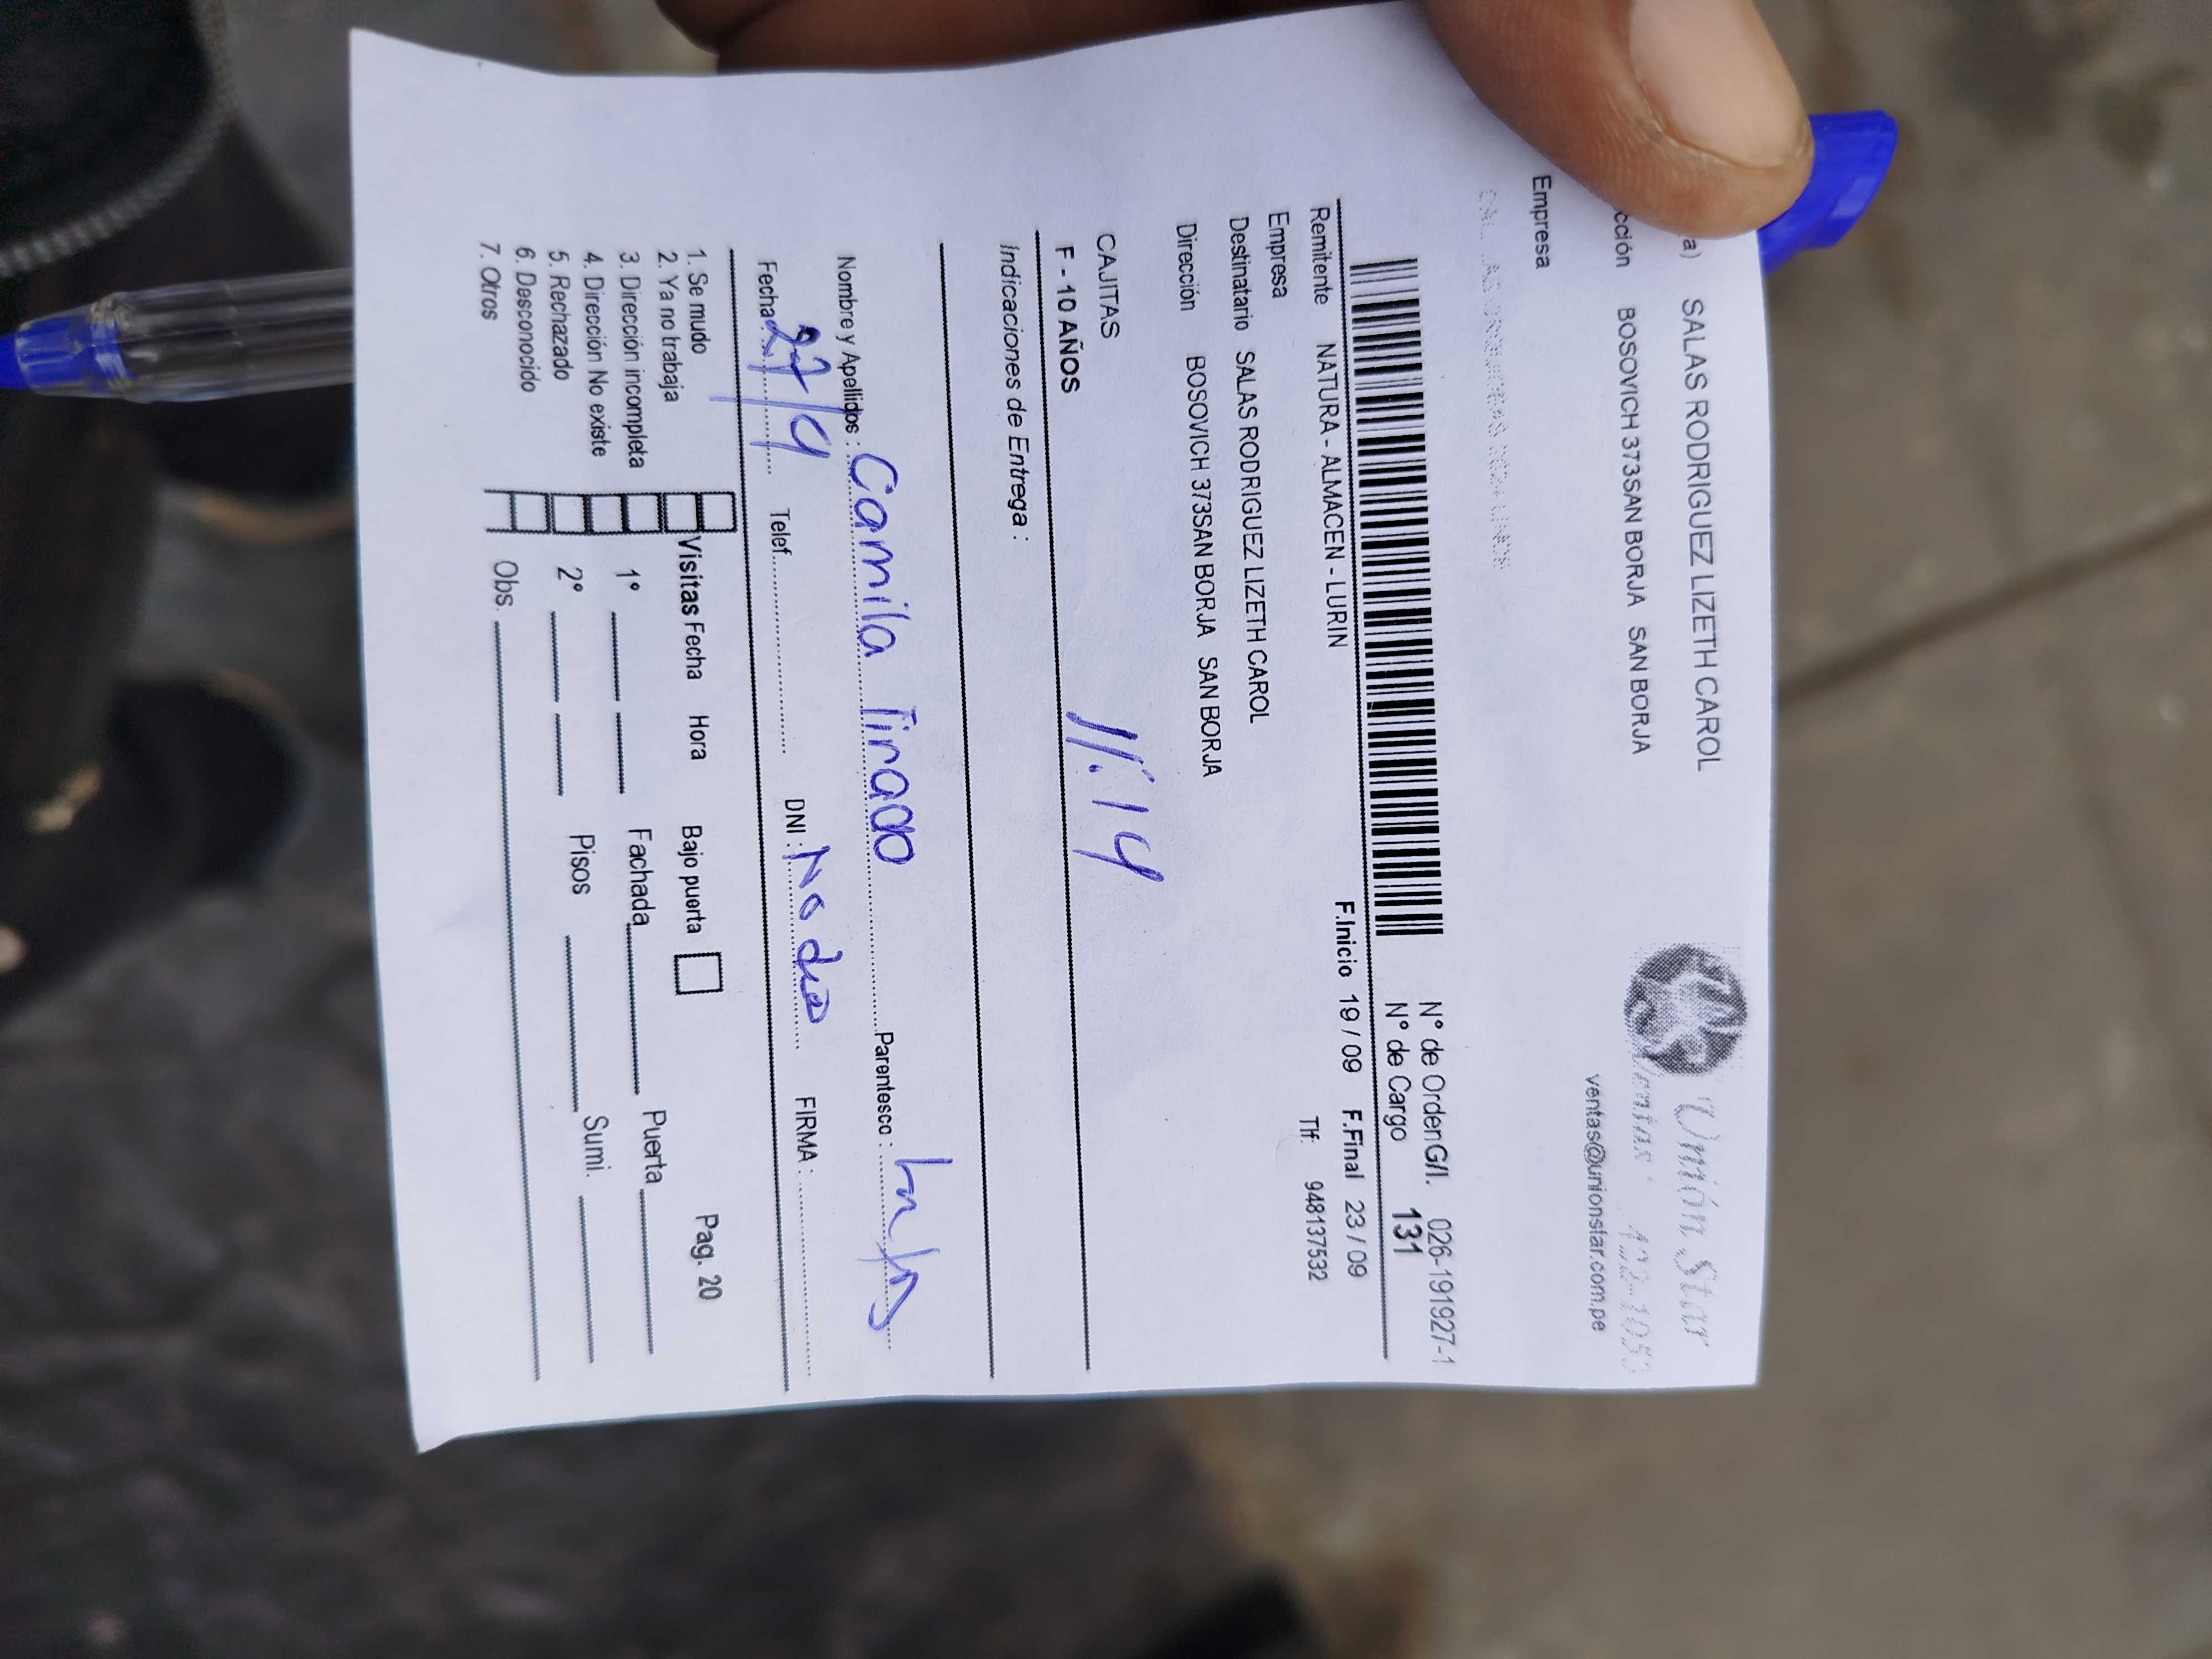 a) SALAS RODRIGUEZ LIZETH CAROL
Unión Star
cción BOSOVICH 373SAN BORJA SAN BORJA
Ventas:
ventas@unionstar.com.pe
Empresa
N° de OrdenG/I. 026-191927-1
N° de Cargo 131
F.Inicio 19 / 09 F.Final 23 / 09
Remitente NATURA - ALMACEN - LURIN
Tlf: 948137532
Empresa
Destinatario SALAS RODRIGUEZ LIZETH CAROL
Dirección BOSOVICH 373SAN BORJA SAN BORJA
CAJITAS
11:14
F - 10 AÑOS
Indicaciones de Entrega :
Nombre y Apellidos : Camila Tirado Parentesco :
Fecha: 27/9 Telef. DNI : No dio FIRMA :
1. Se mudo
2. Ya no trabaja
3. Dirección incompleta
4. Dirección No existe
5. Rechazado
6. Desconocido
7. Otros
Visitas Fecha Hora Bajo puerta Pag. 20
1° Fachada Puerta
2° Pisos Sumi.
Obs.